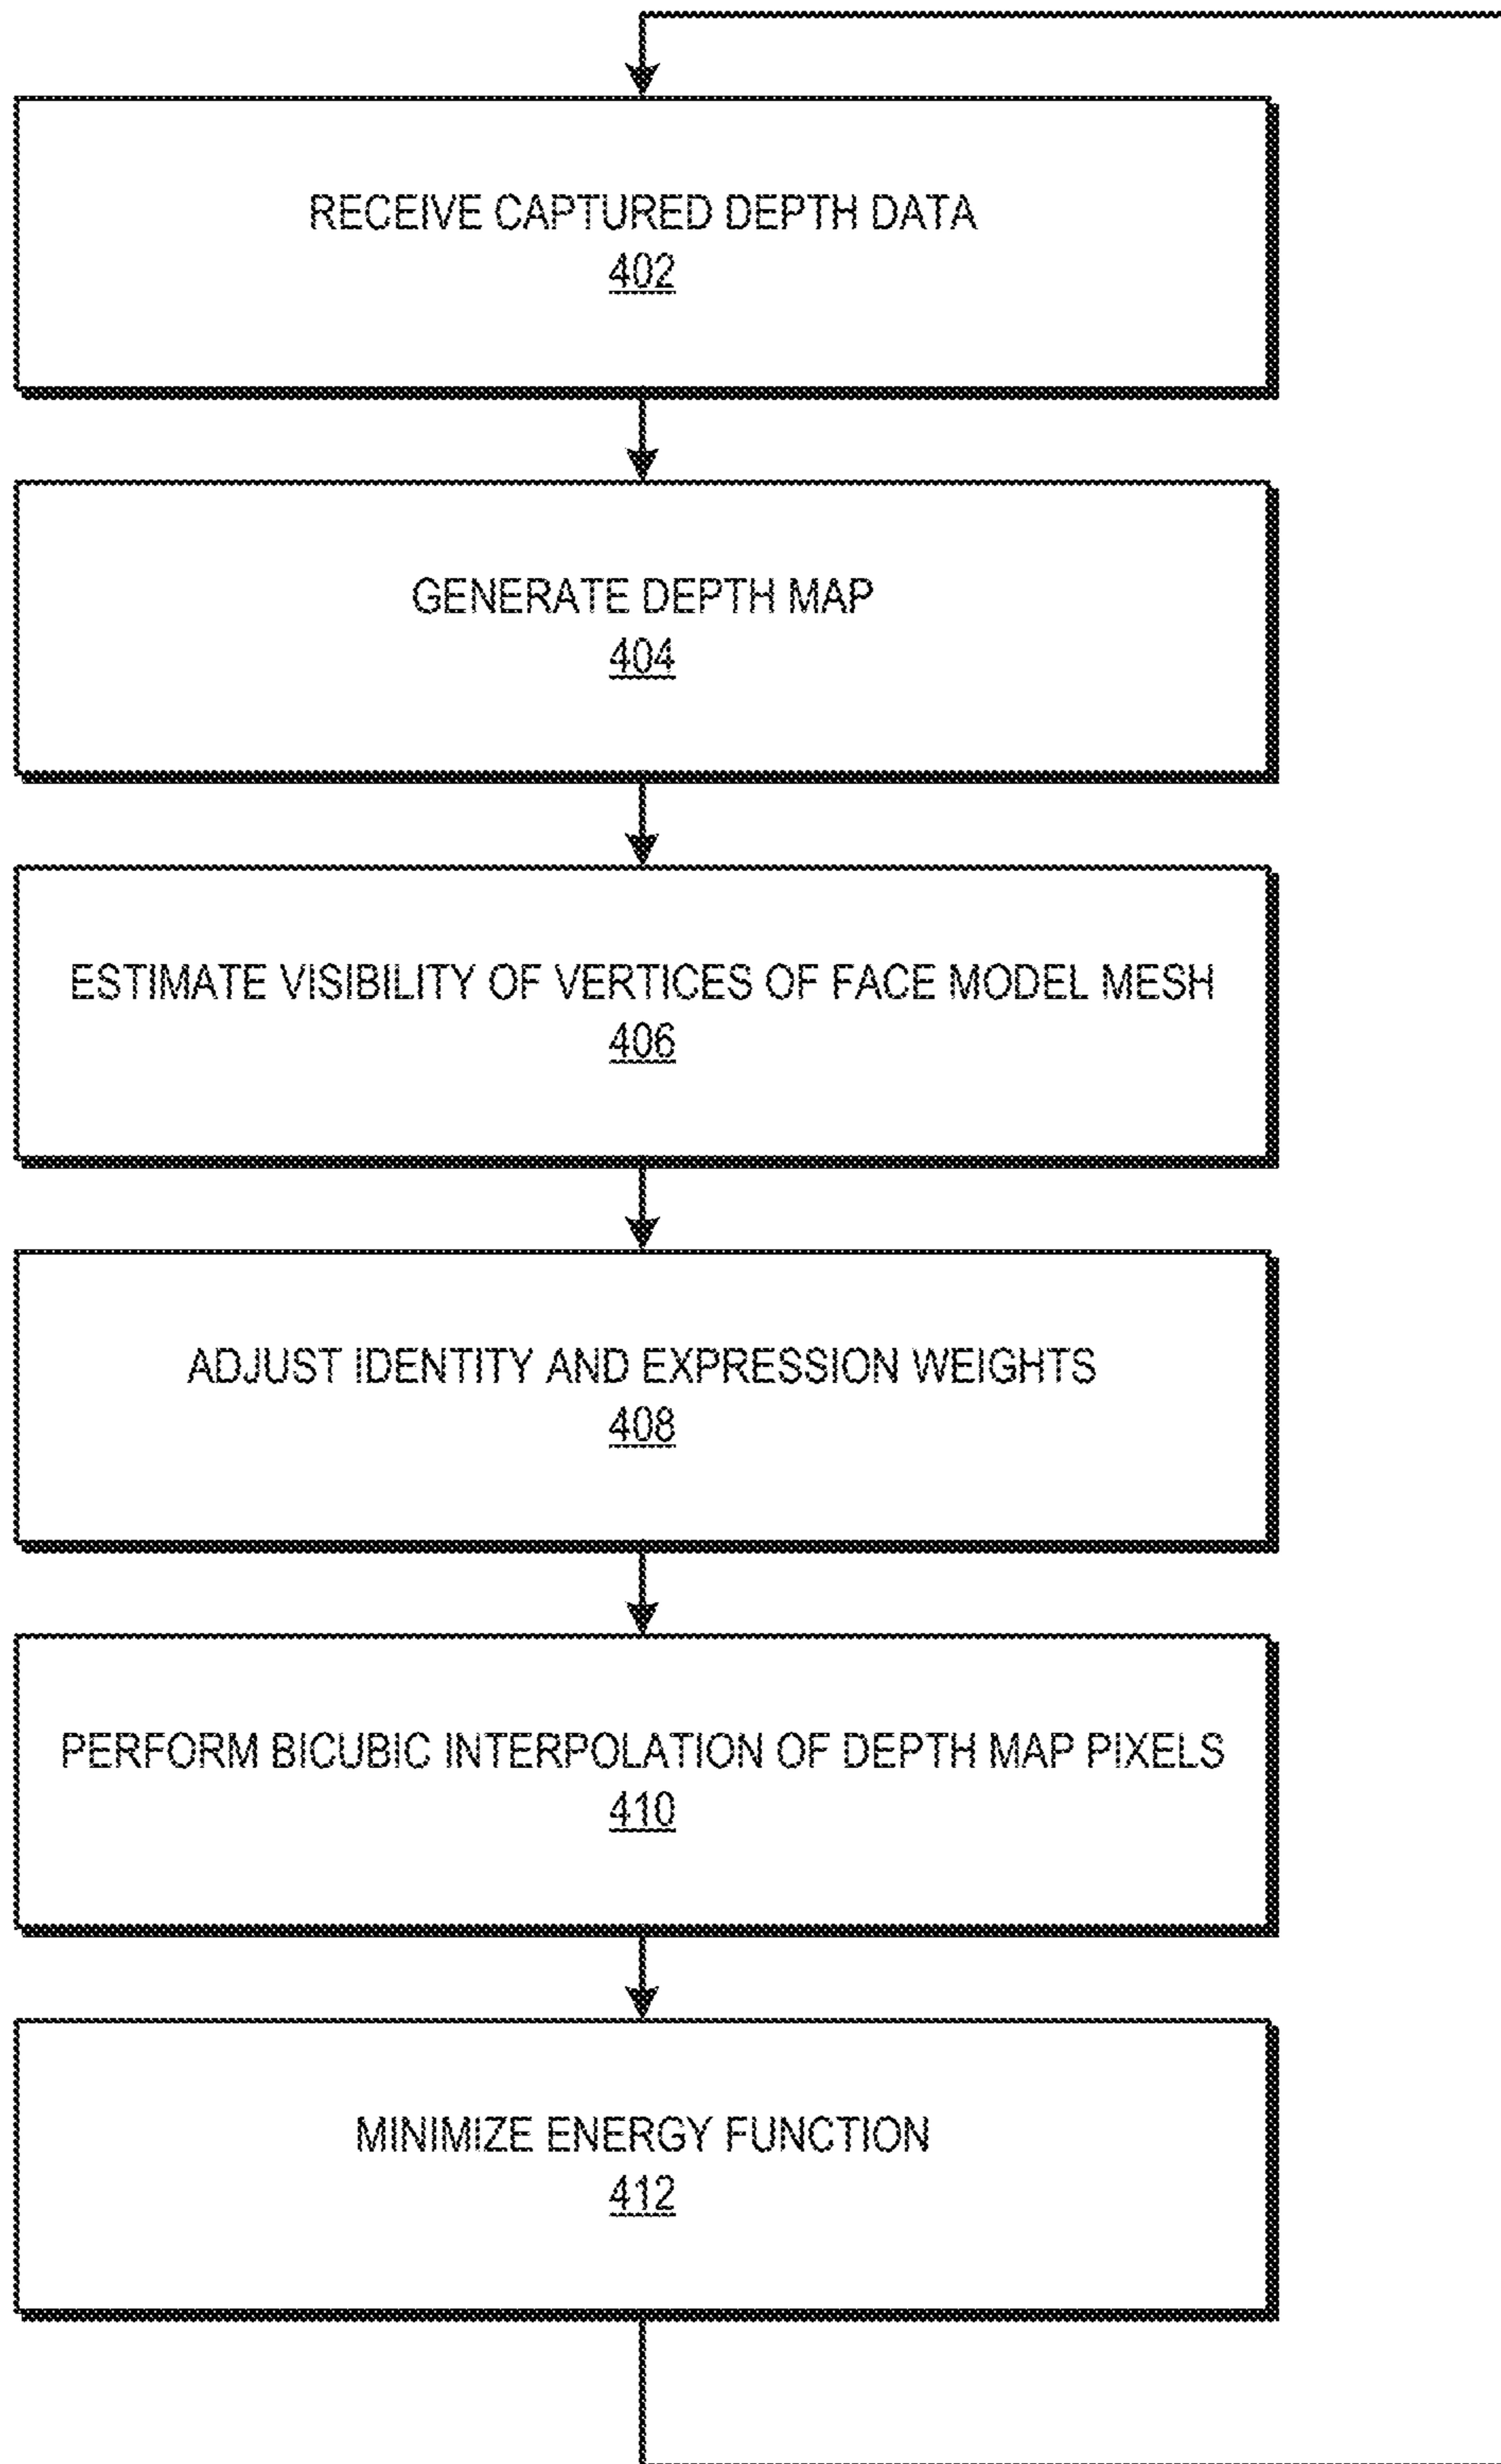 RECEIVE CAPTURED DEPTH DATA
402
GENERATE DEPTH MAP
404
ESTIMATE VISIBILITY OF VERTICES OF FACE MODEL MESH
406
ADJUST IDENTITY AND EXPRESSION WEIGHTS
408
PERFORM BICUBIC INTERPOLATION OF DEPTH MAP PIXELS
410
MINIMIZE ENERGY FUNCTION
412